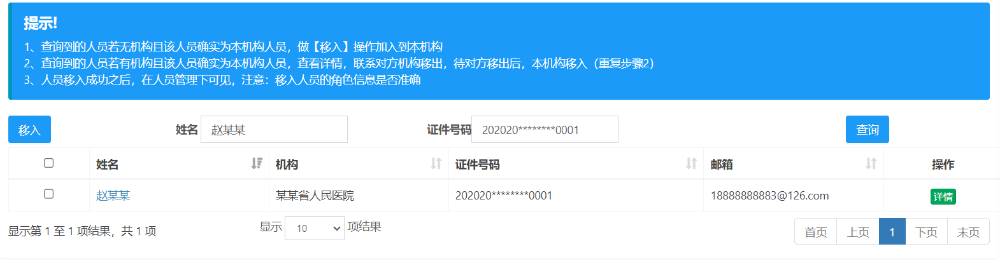 提示!
1、查询到的人员若无机构且该人员确实为本机构人员，做【移入】操作加入到本机构
2、查询到的人员若有机构且该人员确实为本机构人员，查看详情，联系对方机构移出，待对方移出后，本机构移入（重复步骤2）
3、人员移入成功之后，在人员管理下可见，注意：移入人员的角色信息是否准确
移入 姓名 赵某某 证件号码 202020********0001 查询
姓名 机构 证件号码 邮箱 操作
赵某某 某某省人民医院 202020********0001 18888888883@126.com 详情
显示第 1 至 1 项结果，共 1 项 显示 10 项结果 首页 上页 1 下页 末页